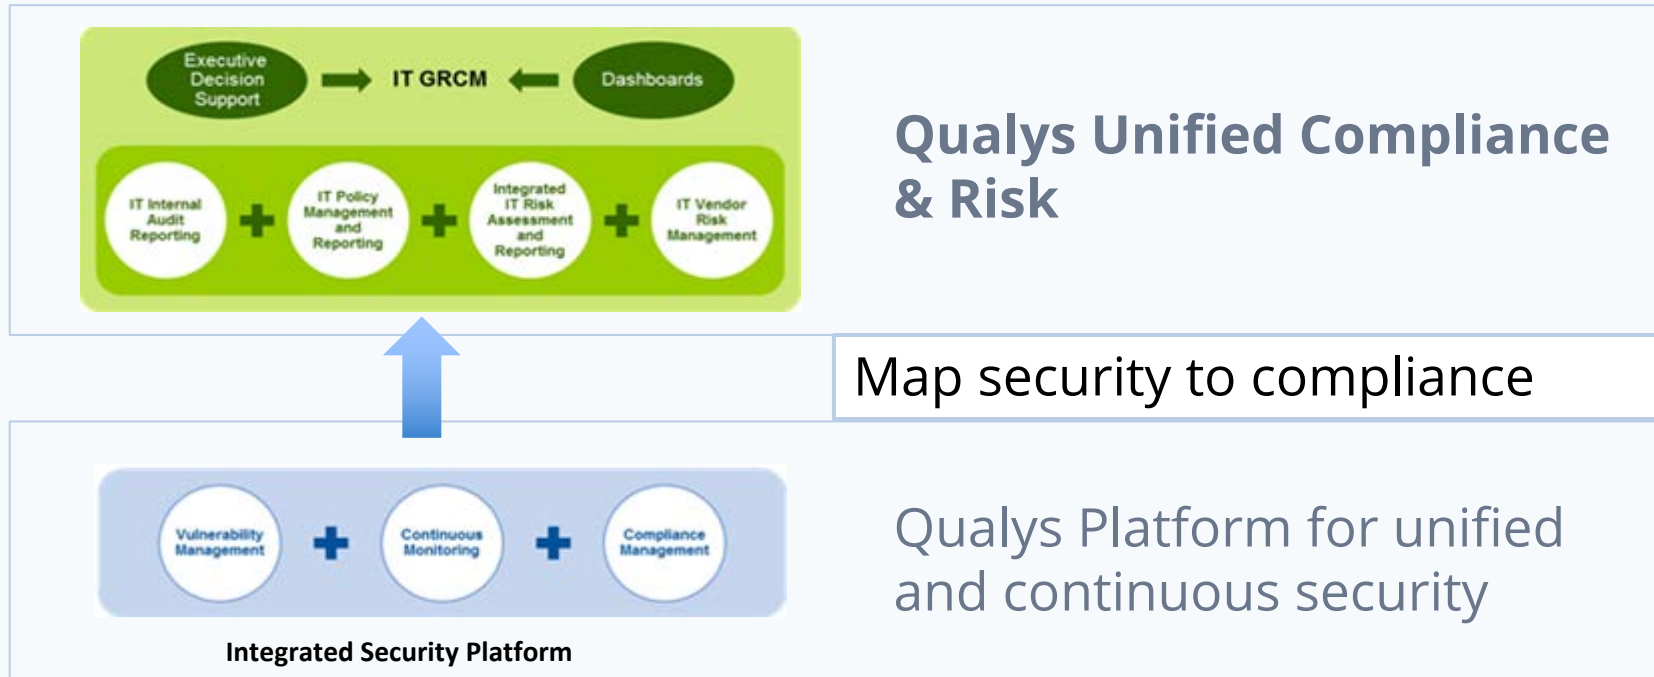 Executive
Decision
Support
IT GRCM
Dashboards
IT Internal
Audit
Reporting
IT Policy
Management
and
Reporting
Integrated
IT Risk
Assessment
and
Reporting
IT Vendor
Risk
Management
Qualys Unified Compliance
& Risk
Map security to compliance
Vulnerability
Management
Continuous
Monitoring
Compliance
Management
Integrated Security Platform
Qualys Platform for unified
and continuous security